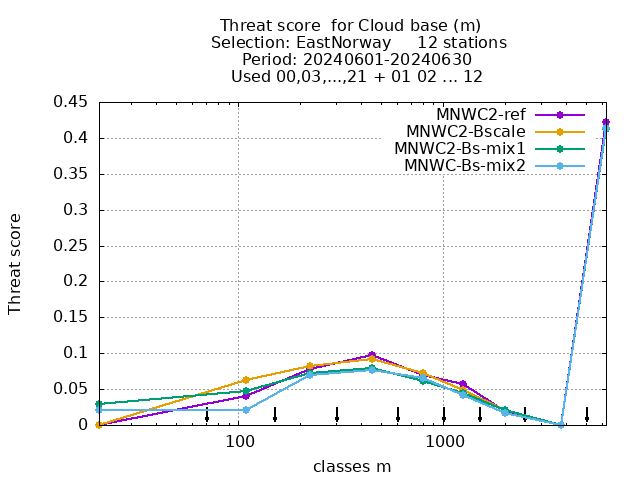 Threat score  for Cloud base (m)
Selection: EastNorway     12 stations
Period: 20240601-20240630
Used 00,03,...,21 + 01 02 ... 12
0.45
0.4
0.35
0.3
0.25
0.2
0.15
0.1
0.05
0
Threat score
MNWC2-ref
MNWC2-Bscale
MNWC2-Bs-mix1
MNWC-Bs-mix2
100
1000
classes m